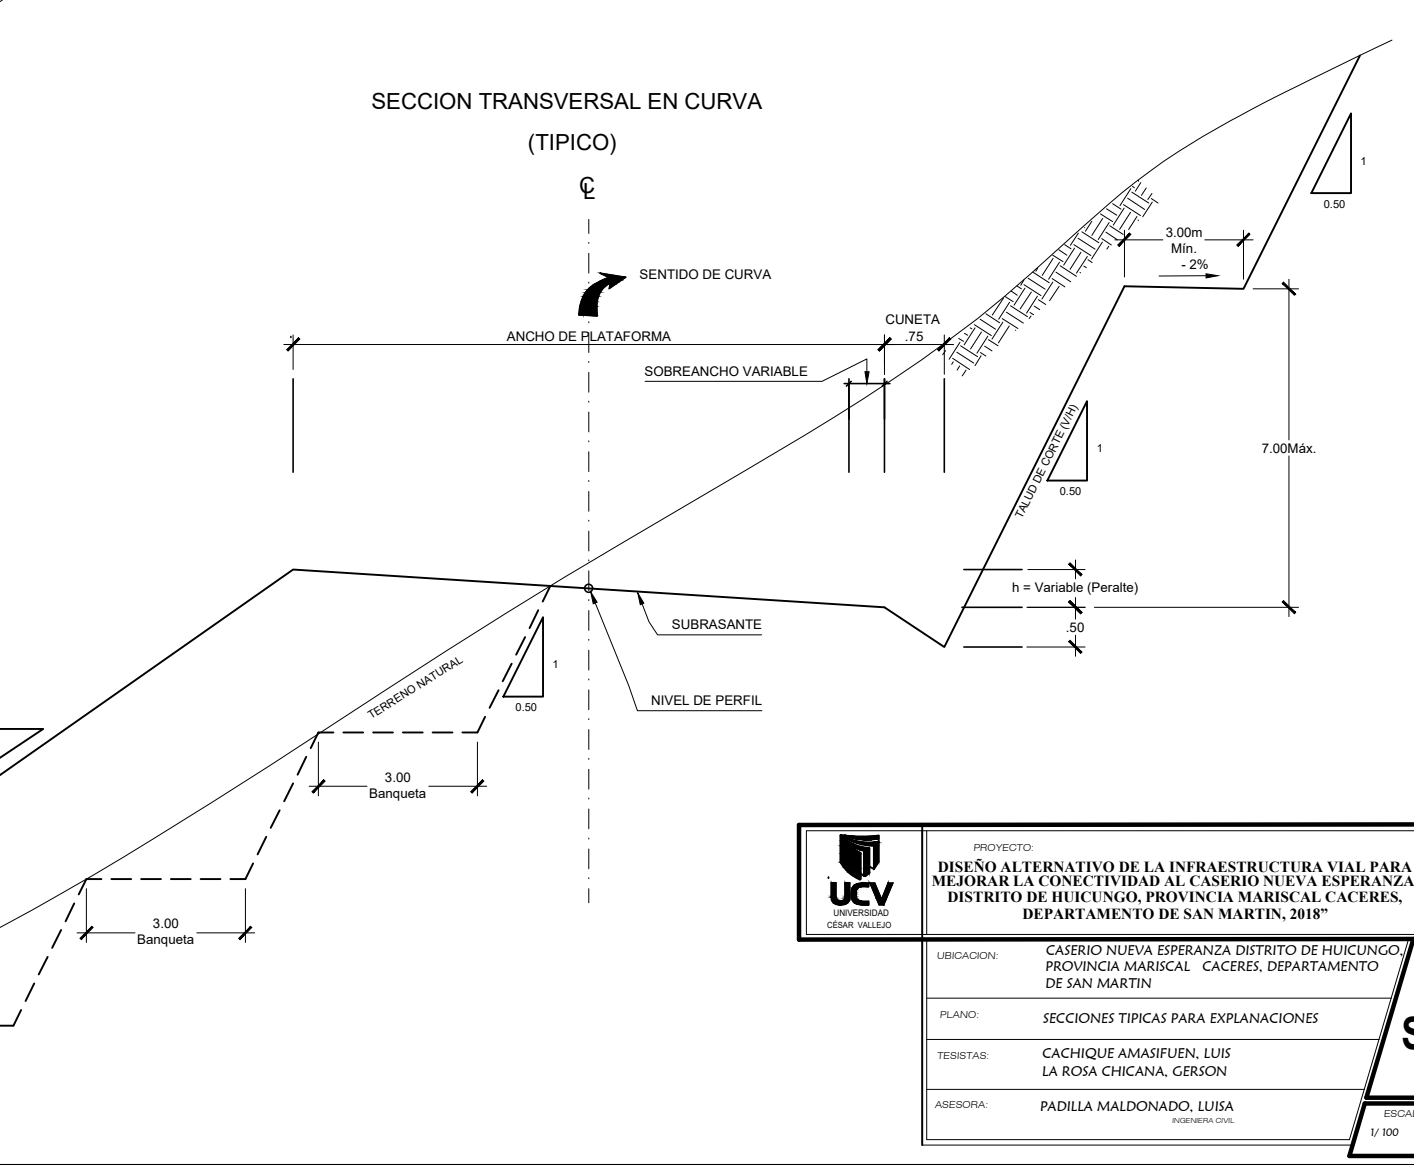 SECCION TRANSVERSAL EN CURVA
(TIPICO)
℄
SENTIDO DE CURVA
ANCHO DE PLATAFORMA
CUNETA
.75
SOBREANCHO VARIABLE
3.00m
Mín.
- 2%
1
0.50
TALUD DE CORTE (V/H)
1
0.50
7.00Máx.
h = Variable (Peralte)
.50
SUBRASANTE
NIVEL DE PERFIL
TERRENO NATURAL
1
0.50
3.00
Banqueta
3.00
Banqueta
UCV
UNIVERSIDAD
CÉSAR VALLEJO
PROYECTO:
DISEÑO ALTERNATIVO DE LA INFRAESTRUCTURA VIAL PARA
MEJORAR LA CONECTIVIDAD AL CASERIO NUEVA ESPERANZA
DISTRITO DE HUICUNGO, PROVINCIA MARISCAL CACERES,
DEPARTAMENTO DE SAN MARTIN, 2018”
UBICACION:
CASERIO NUEVA ESPERANZA DISTRITO DE HUICUNGO,
PROVINCIA MARISCAL CACERES, DEPARTAMENTO
DE SAN MARTIN
PLANO:
SECCIONES TIPICAS PARA EXPLANACIONES
TESISTAS:
CACHIQUE AMASIFUEN, LUIS
LA ROSA CHICANA, GERSON
ASESORA:
PADILLA MALDONADO, LUISA
INGENIERA CIVIL
1/ 100